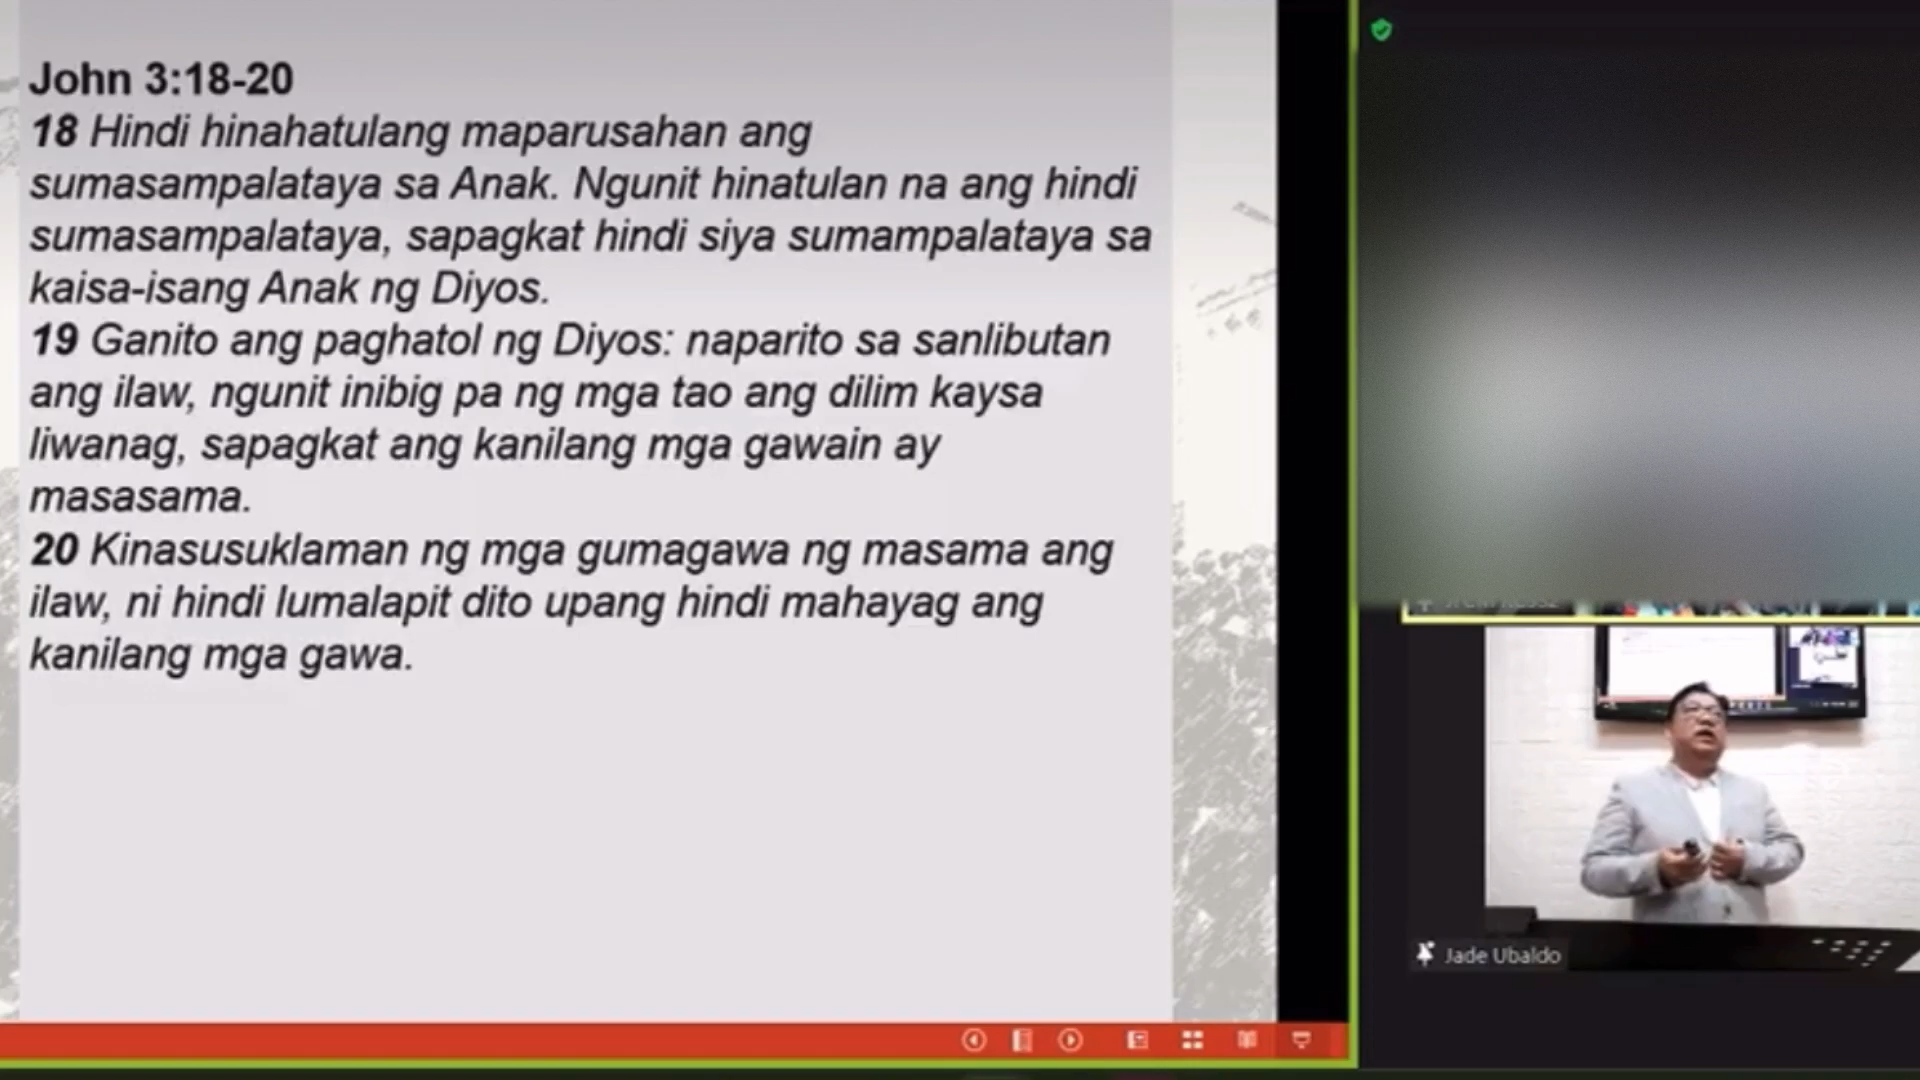 John 3:18-20
18 Hindi hinahatulang maparusahan ang
sumasampalataya sa Anak. Ngunit hinatulan na ang hindi
sumasampalataya, sapagkat hindi siya sumampalataya sa
kaisa-isang Anak ng Diyos.
19 Ganito ang paghatol ng Diyos: naparito sa sanlibutan
ang ilaw, ngunit inibig pa ng mga tao ang dilim kaysa
liwanag, sapagkat ang kanilang mga gawain ay
masasama.
20 Kinasusuklaman ng mga gumagawa ng masama ang
ilaw, ni hindi lumalapit dito upang hindi mahayag ang
kanilang mga gawa.
Jade Ubaldo